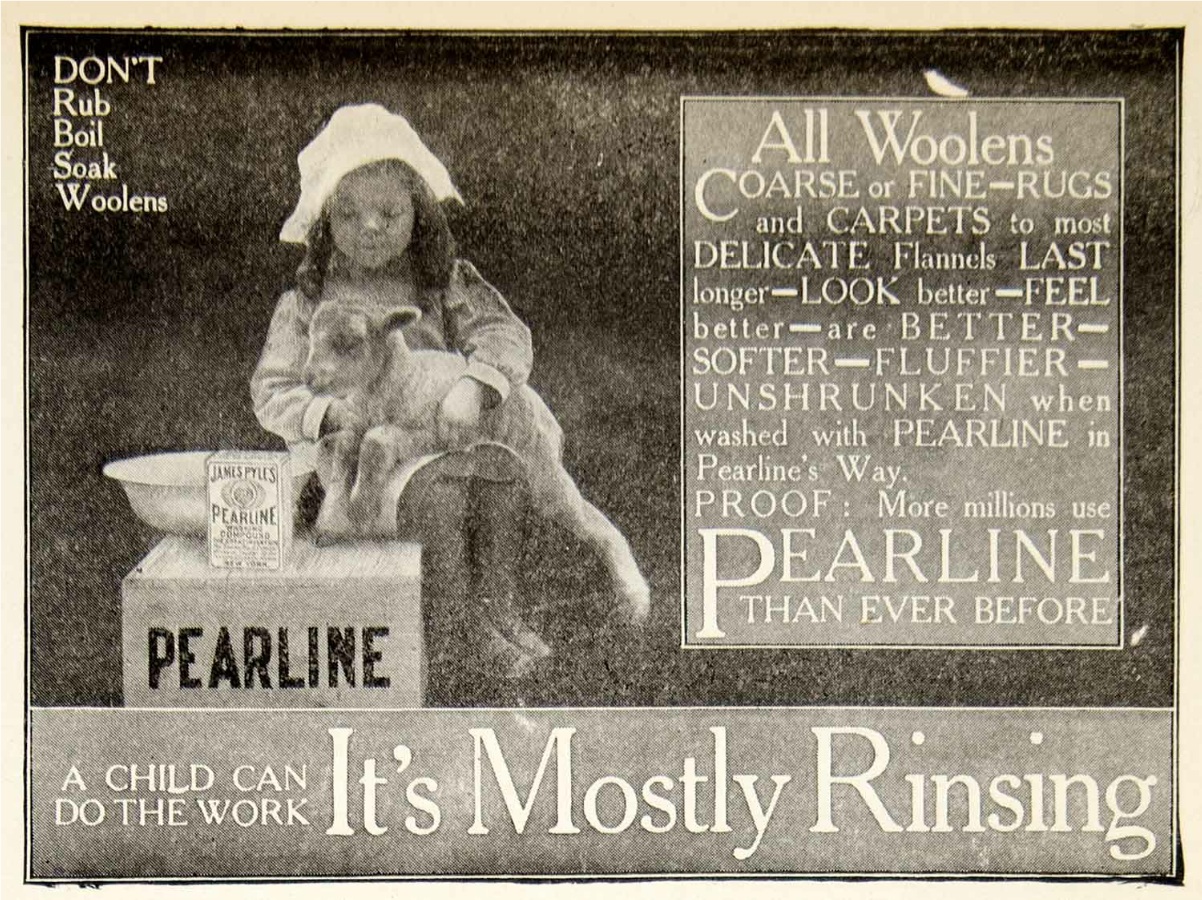 DON'T
Rub
Boil
Soak
Woolens
All Woolens
COARSE or FINE—RUGS
and CARPETS to most
DELICATE Flannels LAST
longer—LOOK better—FEEL
better—are BETTER—
SOFTER—FLUFFIER—
UNSHRUNKEN when
washed with PEARLINE in
Pearline's Way.
PROOF: More millions use
PEARLINE
THAN EVER BEFORE
JAMES PYLE'S
PEARLINE
WASHING
COMPOUND
NEW YORK
PEARLINE
A CHILD CAN
DO THE WORK
It's Mostly Rinsing